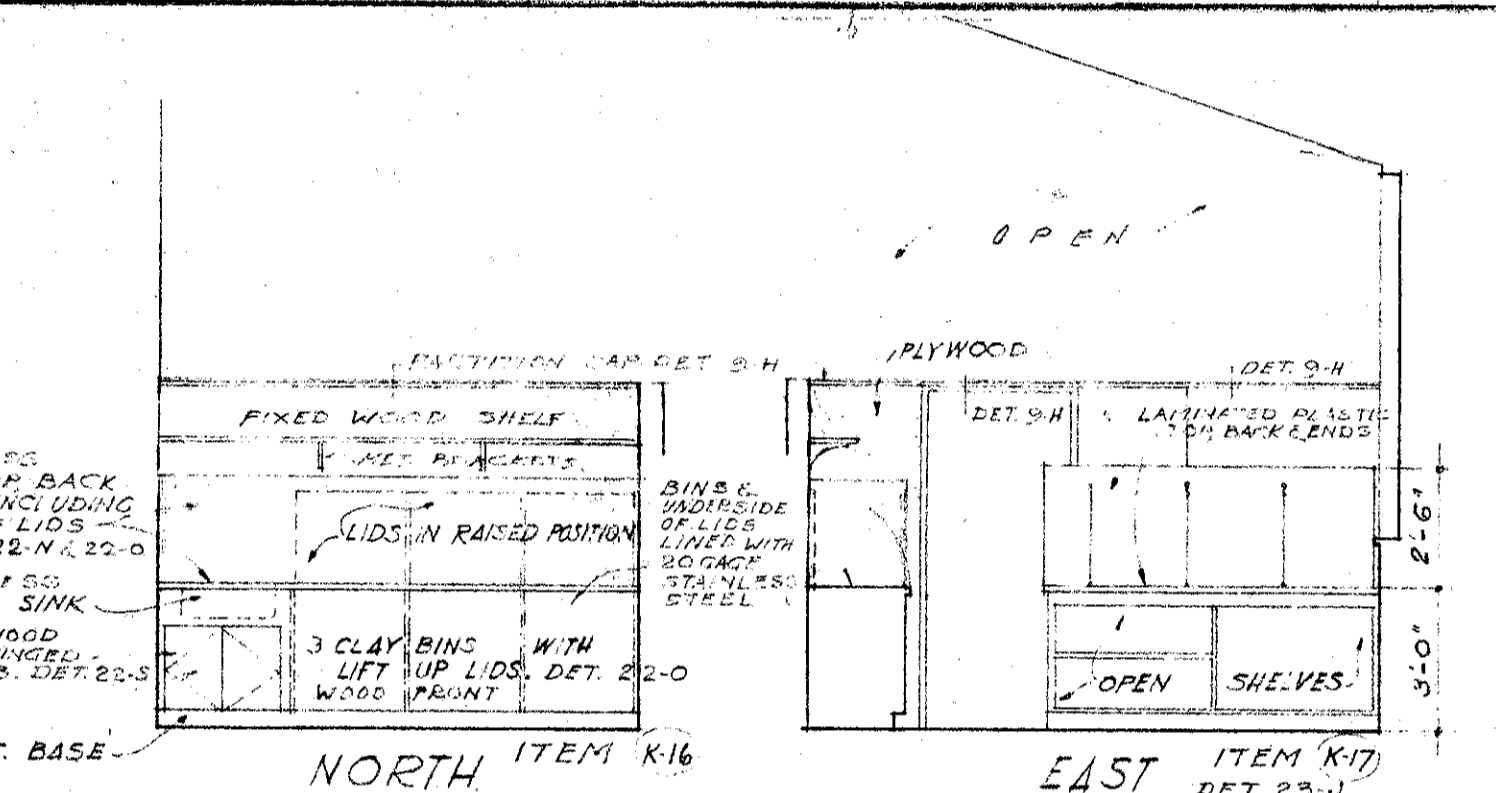 OPEN
PARTITION CAP DET 9-H
PLYWOOD
DET. 9-H
FIXED WOOD SHELF
DET. 9-H
LAMINATED PLASTIC
ON BACK & ENDS
MET. BRACKETS
BACK
INCLUDING
LIDS
22-N & 22-O
SINK
LIDS IN RAISED POSITION
BINS &
UNDERSIDE
OF LIDS
LINED WITH
20 GAGE
STAINLESS
STEEL
2'-6"
3'-0"
DET. 22-S
3 CLAY BINS WITH
LIFT UP LIDS. DET. 22-O
WOOD FRONT
OPEN
SHELVES
BASE
NORTH
ITEM K-16
EAST
ITEM K-17